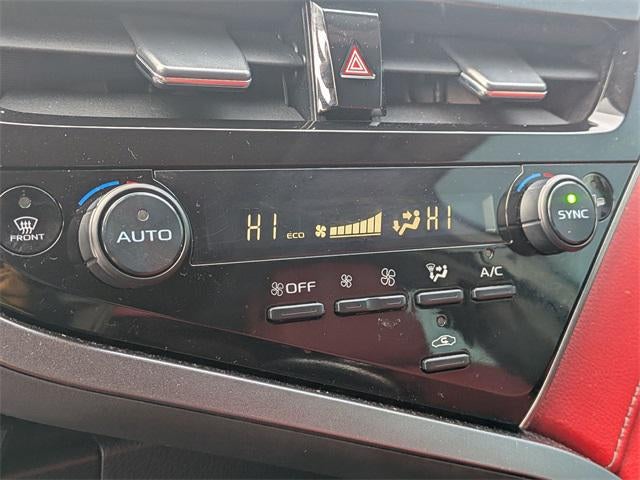 HI ECO HI
FRONT
AUTO
SYNC
OFF
A/C